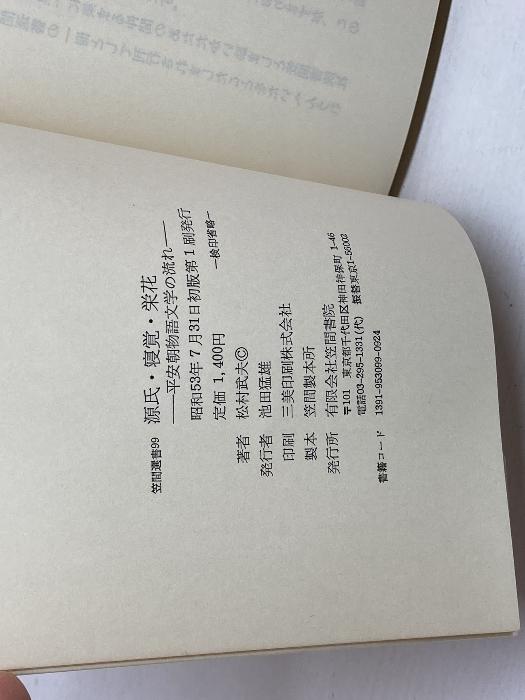 笠間選書99
源氏・寝覚・栄花
――平安朝物語文学の流れ――
昭和53年7月31日初版第1刷発行
定価 1,400円
―検印省略―
著者 松村武夫©
発行者 池田猛雄
印刷 三美印刷株式会社
製本 笠間製本所
発行所 有限会社笠間書院
〒101 東京都千代田区神田神保町 1-46
電話03-295-1331(代) 振替東京1-56002
書籍コード 1391-953099-0924